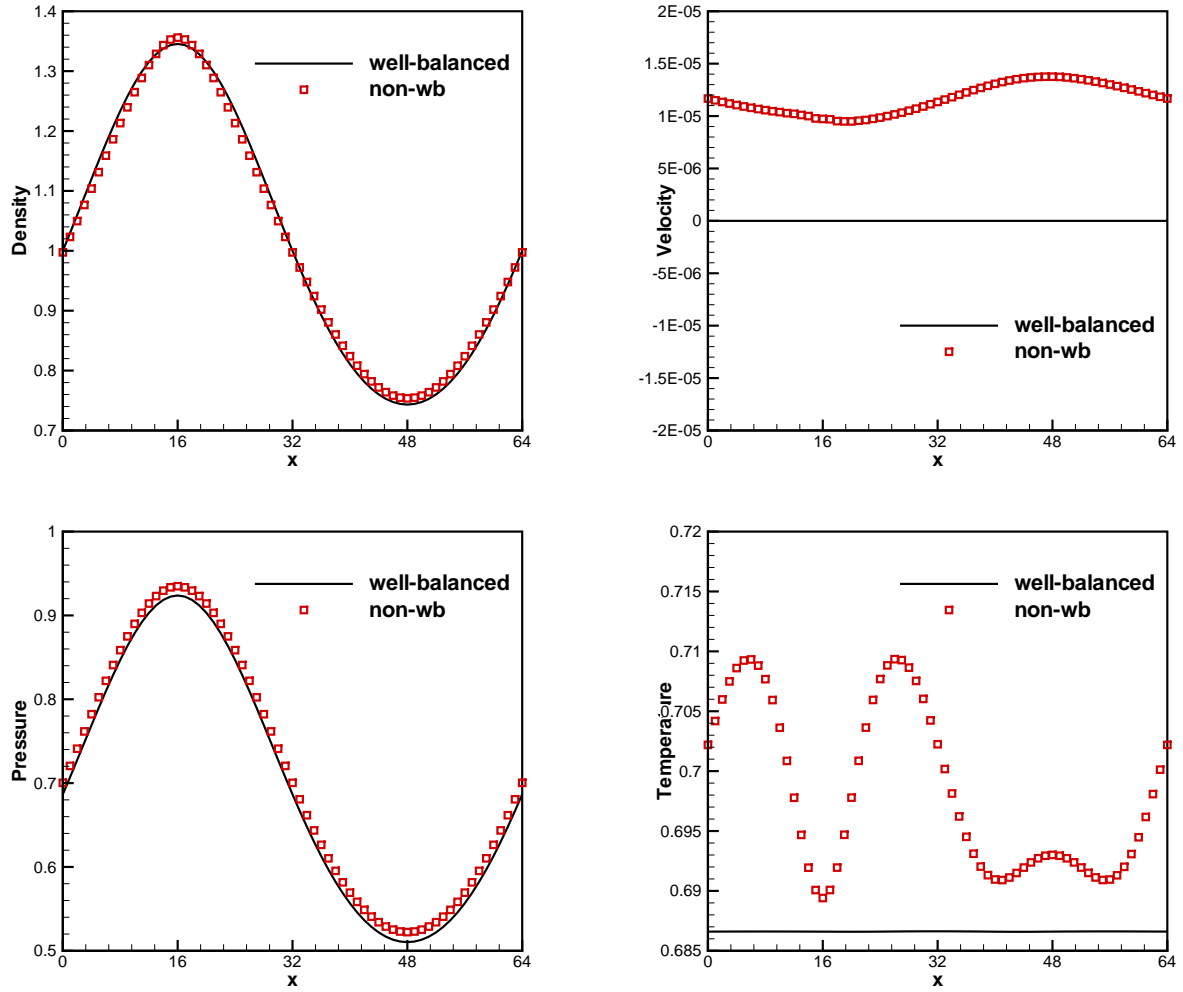 1.4
1.3
1.2
1.1
1
0.9
0.8
0.7
0
16
32
48
64
x
Density
well-balanced
non-wb
2E-05
1.5E-05
1E-05
5E-06
0
-5E-06
-1E-05
-1.5E-05
-2E-05
0
16
32
48
64
x
Velocity
well-balanced
non-wb
1
0.9
0.8
0.7
0.6
0.5
0
16
32
48
64
x
Pressure
well-balanced
non-wb
0.72
0.715
0.71
0.705
0.7
0.695
0.69
0.685
0
16
32
48
64
x
Temperature
well-balanced
non-wb